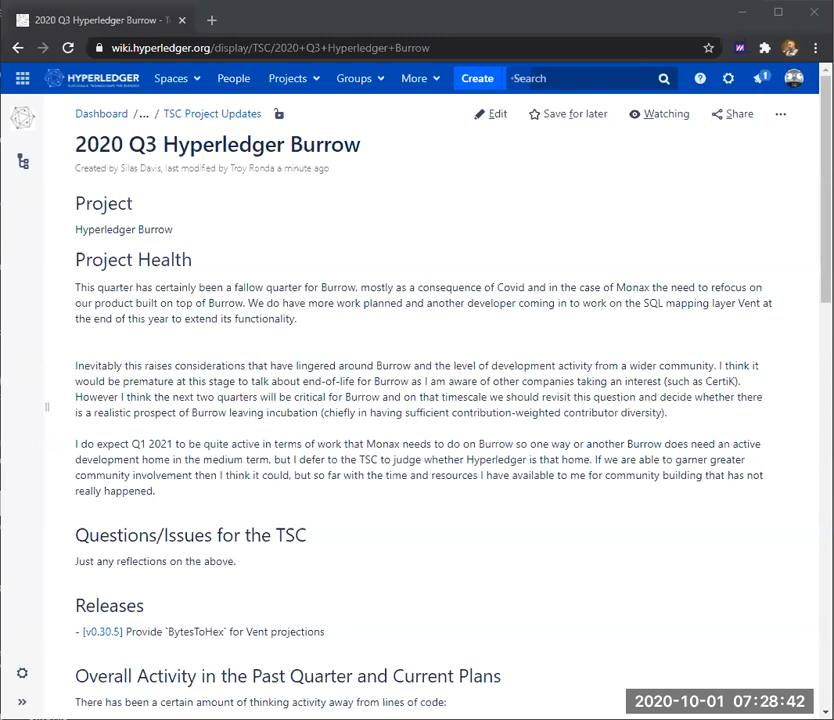 2020 Q3 Hyperledger Burrow -
wiki.hyperledger.org/display/TSC/2020+Q3+Hyperledger+Burrow
HYPERLEDGER Spaces People Projects Groups More Create Search 1
Dashboard /... / TSC Project Updates Edit Save for later Watching Share ...
2020 Q3 Hyperledger Burrow
Created by Silas Davis, last modified by Troy Ronda a minute ago
Project
Hyperledger Burrow
Project Health
This quarter has certainly been a fallow quarter for Burrow, mostly as a consequence of Covid and in the case of Monax the need to refocus on
our product built on top of Burrow. We do have more work planned and another developer coming in to work on the SQL mapping layer Vent at
the end of this year to extend its functionality.
Inevitably this raises considerations that have lingered around Burrow and the level of development activity from a wider community. I think it
would be premature at this stage to talk about end-of-life for Burrow as I am aware of other companies taking an interest (such as CertiK).
However I think the next two quarters will be critical for Burrow and on that timescale we should revisit this question and decide whether there
is a realistic prospect of Burrow leaving incubation (chiefly in having sufficient contribution-weighted contributor diversity).
I do expect Q1 2021 to be quite active in terms of work that Monax needs to do on Burrow so one way or another Burrow does need an active
development home in the medium term, but I defer to the TSC to judge whether Hyperledger is that home. If we are able to garner greater
community involvement then I think it could, but so far with the time and resources I have available to me for community building that has not
really happened.
Questions/Issues for the TSC
Just any reflections on the above.
Releases
- [v0.30.5] Provide `BytesToHex` for Vent projections
Overall Activity in the Past Quarter and Current Plans
There has been a certain amount of thinking activity away from lines of code:
2020-10-01 07:28:42